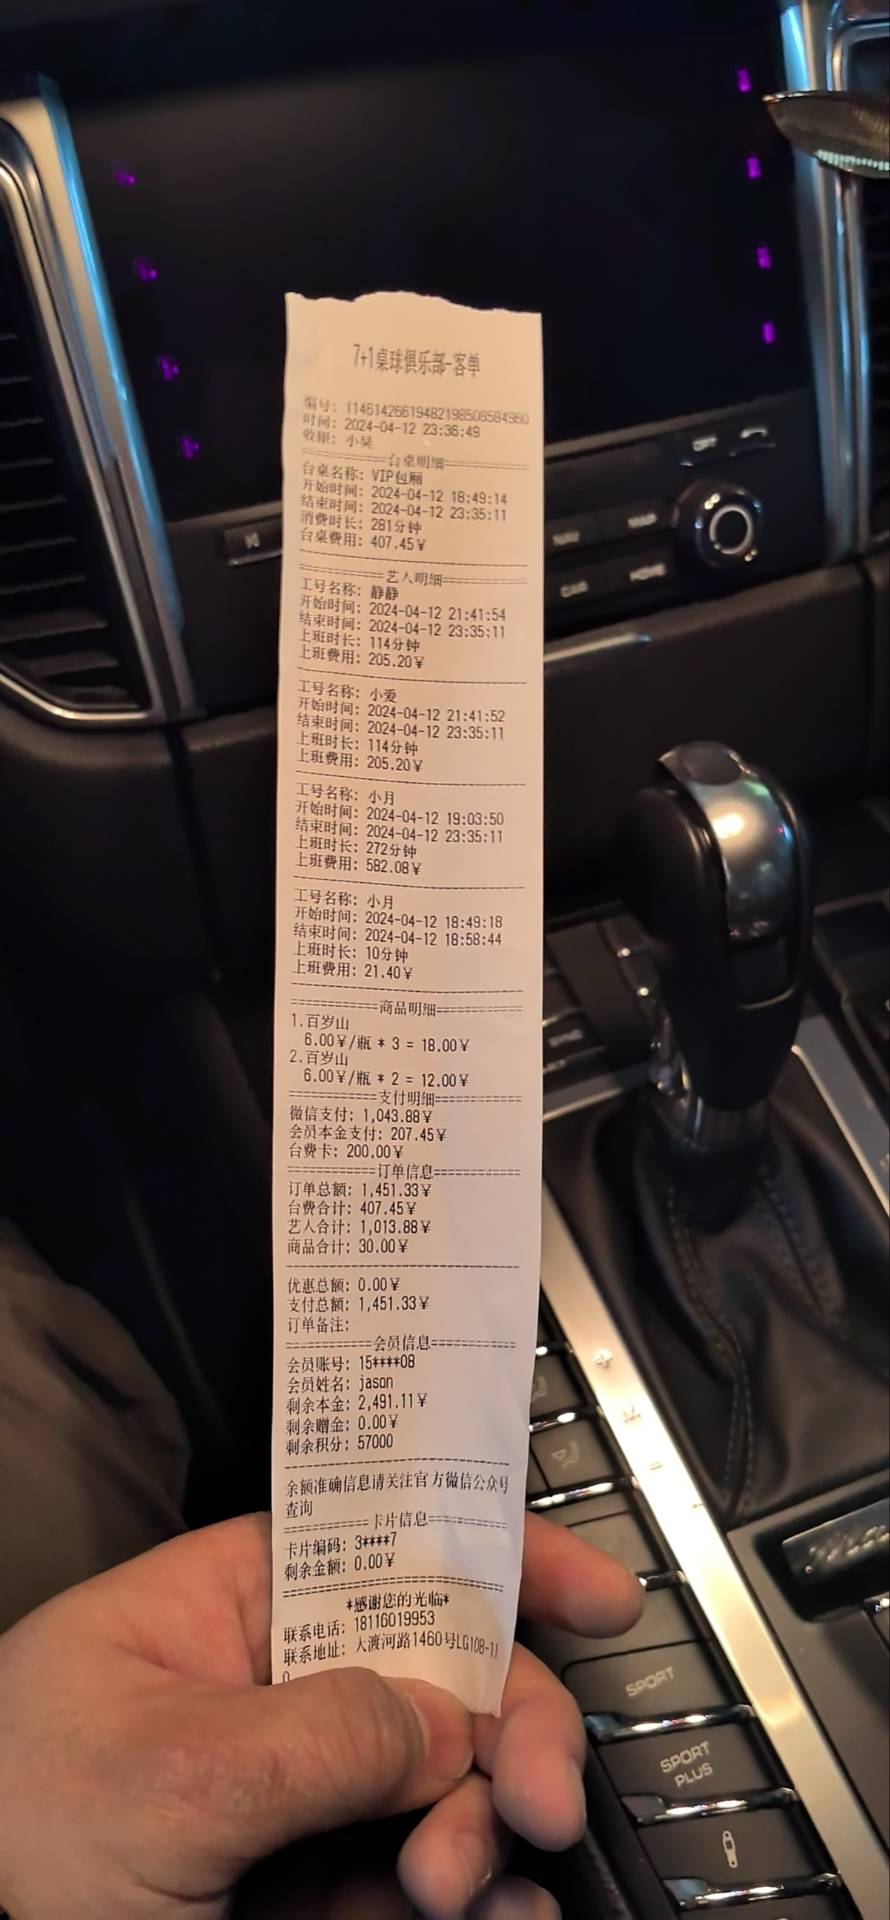 7+1桌球俱乐部-客单
编号: 11461426619482198508584960
时间: 2024-04-12 23:36:49
收银: 小昊
==========台桌明细==========
台桌名称: VIP包厢
开始时间: 2024-04-12 18:49:14
结束时间: 2024-04-12 23:35:11
消费时长: 281分钟
台桌费用: 407.45¥
==========艺人明细==========
工号名称: 静静
开始时间: 2024-04-12 21:41:54
结束时间: 2024-04-12 23:35:11
上班时长: 114分钟
上班费用: 205.20¥
工号名称: 小爱
开始时间: 2024-04-12 21:41:52
结束时间: 2024-04-12 23:35:11
上班时长: 114分钟
上班费用: 205.20¥
工号名称: 小月
开始时间: 2024-04-12 19:03:50
结束时间: 2024-04-12 23:35:11
上班时长: 272分钟
上班费用: 582.08¥
工号名称: 小月
开始时间: 2024-04-12 18:49:18
结束时间: 2024-04-12 18:58:44
上班时长: 10分钟
上班费用: 21.40¥
==========商品明细==========
1.百岁山
6.00¥/瓶 * 3 = 18.00¥
2.百岁山
6.00¥/瓶 * 2 = 12.00¥
==========支付明细==========
微信支付: 1,043.88¥
会员本金支付: 207.45¥
台费卡: 200.00¥
==========订单信息==========
订单总额: 1,451.33¥
台费合计: 407.45¥
艺人合计: 1,013.88¥
商品合计: 30.00¥
优惠总额: 0.00¥
支付总额: 1,451.33¥
订单备注:
==========会员信息==========
会员账号: 15****08
会员姓名: jason
剩余本金: 2,491.11¥
剩余赠金: 0.00¥
剩余积分: 57000
余额准确信息请关注官方微信公众号
查询
==========卡片信息==========
卡片编码: 3****7
剩余金额: 0.00¥
*感谢您的光临*
联系电话: 18116019953
联系地址: 大渡河路1460号LG108-11
0
NAV
MAP
CAR
HOME
SPORT
SPORT
PLUS